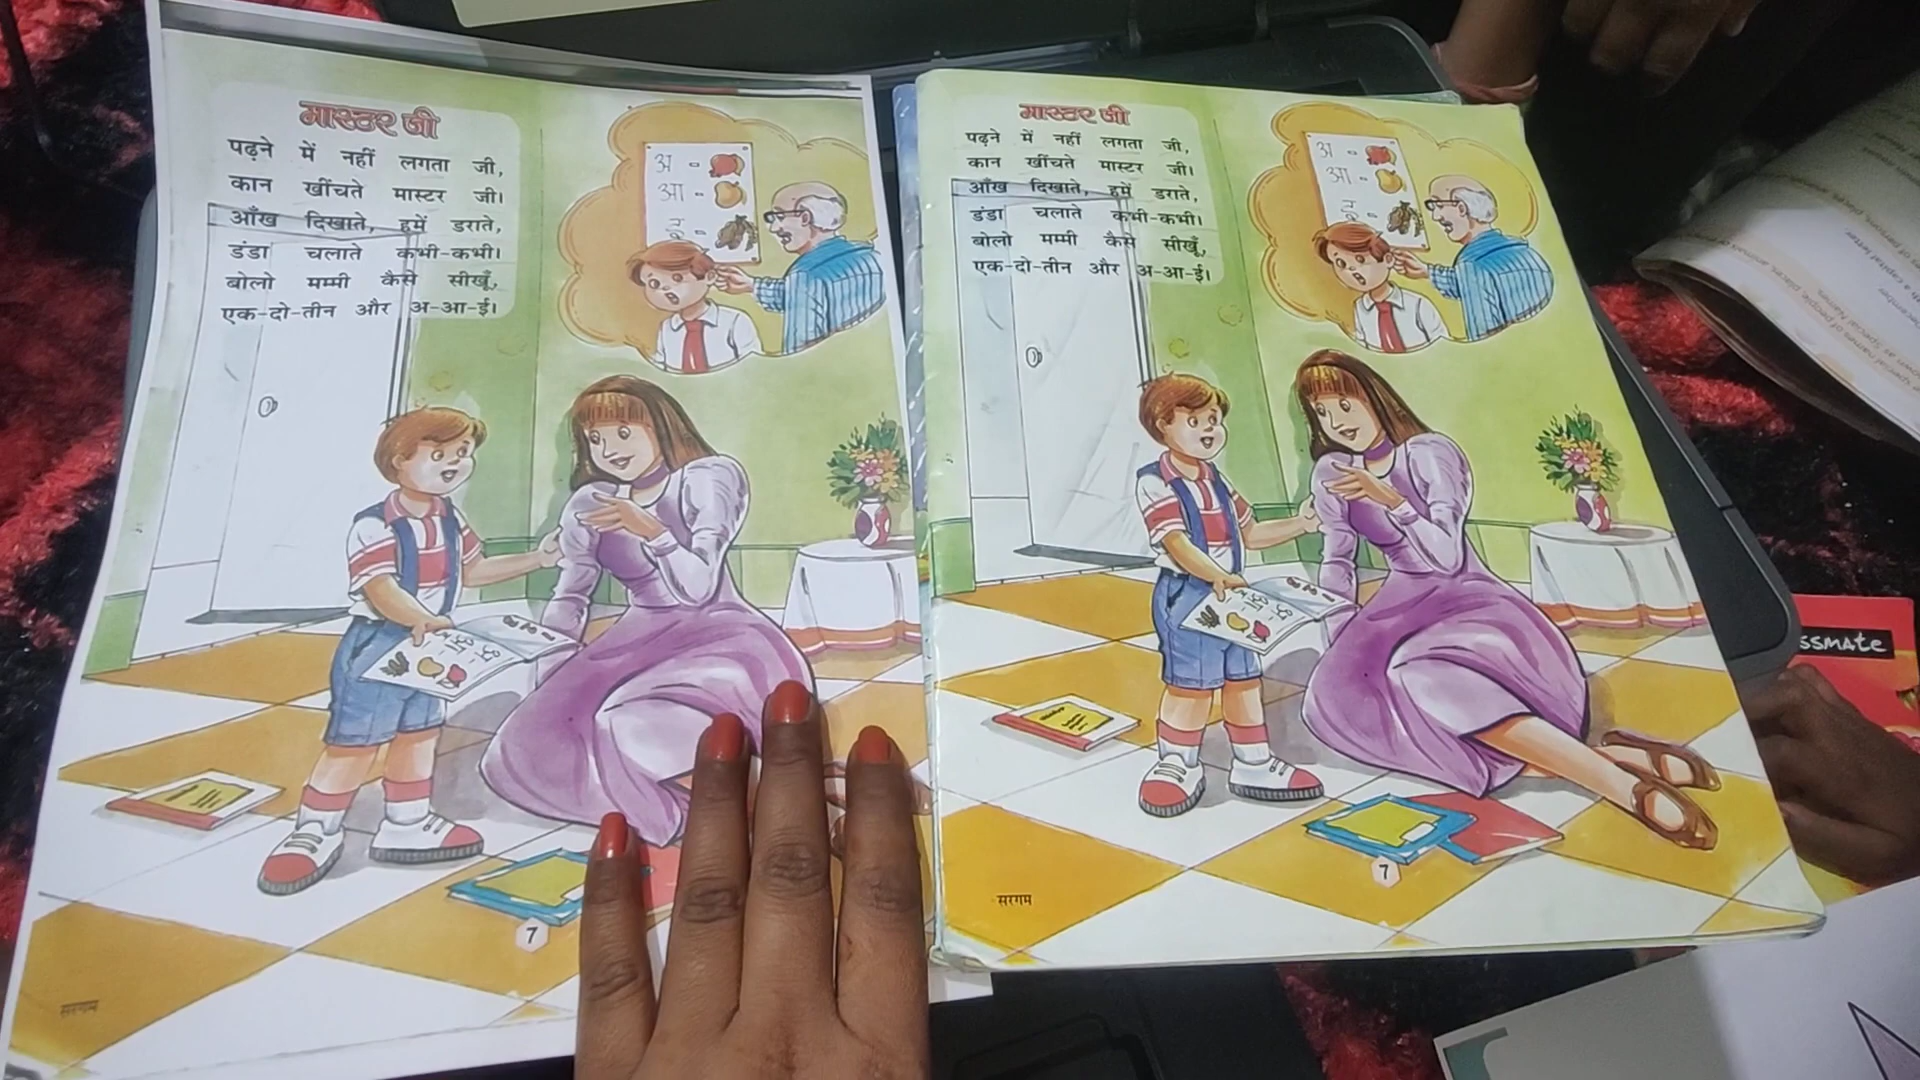 मास्टर जी
पढ़ने में नहीं लगता जी,
कान खींचते मास्टर जी।
आँख दिखाते, हमें डराते,
डंडा चलाते कभी-कभी।
बोलो मम्मी कैसे सीखूँ,
एक-दो-तीन और अ-आ-ई।
अ -
आ -
7
सरगम
मास्टर जी
पढ़ने में नहीं लगता जी,
कान खींचते मास्टर जी।
आँख दिखाते, हमें डराते,
डंडा चलाते कभी-कभी।
बोलो मम्मी कैसे सीखूँ,
एक-दो-तीन और अ-आ-ई।
अ -
आ -
7
सरगम
ssmate